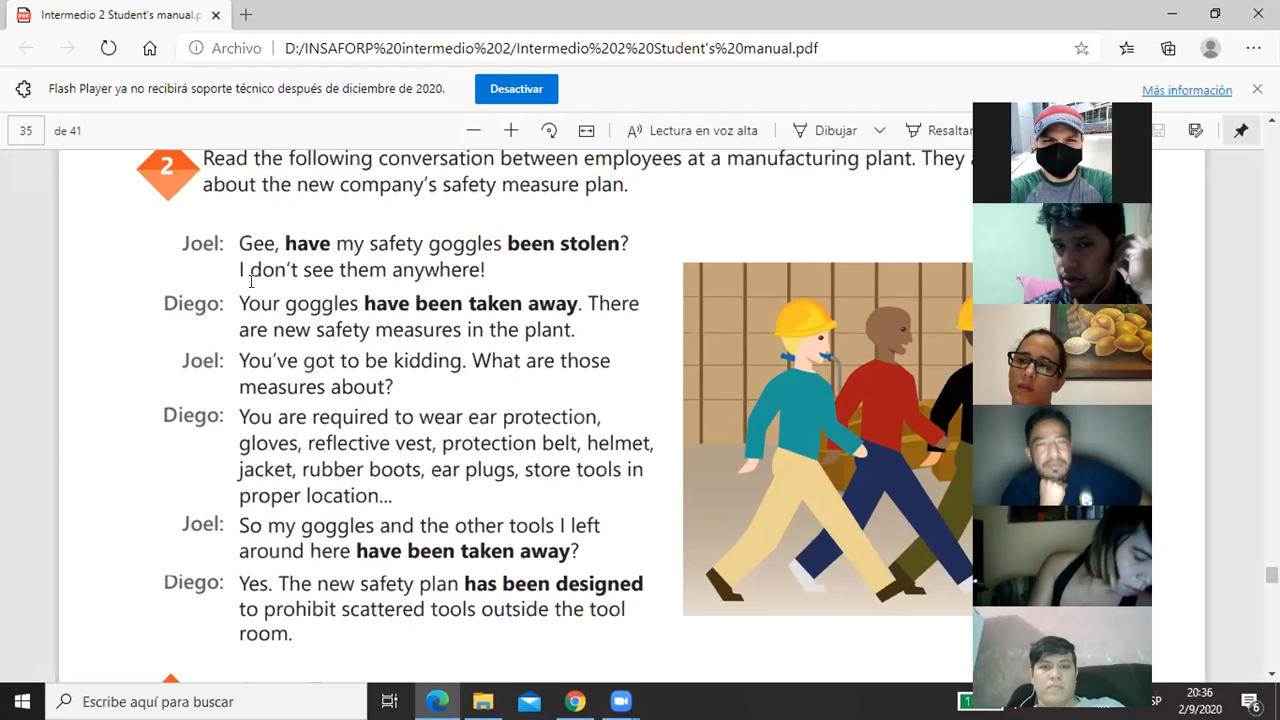 Intermedio 2 Student's manual.p
Archivo D:/INSAFORP%20intermedio%202/Intermedio%202%20Student's%20manual.pdf
Flash Player ya no recibirá soporte técnico después de diciembre de 2020. Desactivar Más información
35 de 41 Lectura en voz alta Dibujar Resaltar
2 Read the following conversation between employees at a manufacturing plant. They
about the new company's safety measure plan.
Joel: Gee, have my safety goggles been stolen?
I don't see them anywhere!
Diego: Your goggles have been taken away. There
are new safety measures in the plant.
Joel: You've got to be kidding. What are those
measures about?
Diego: You are required to wear ear protection,
gloves, reflective vest, protection belt, helmet,
jacket, rubber boots, ear plugs, store tools in
proper location...
Joel: So my goggles and the other tools I left
around here have been taken away?
Diego: Yes. The new safety plan has been designed
to prohibit scattered tools outside the tool
room.
Escribe aquí para buscar
SP 20:36
2/9/2020 6